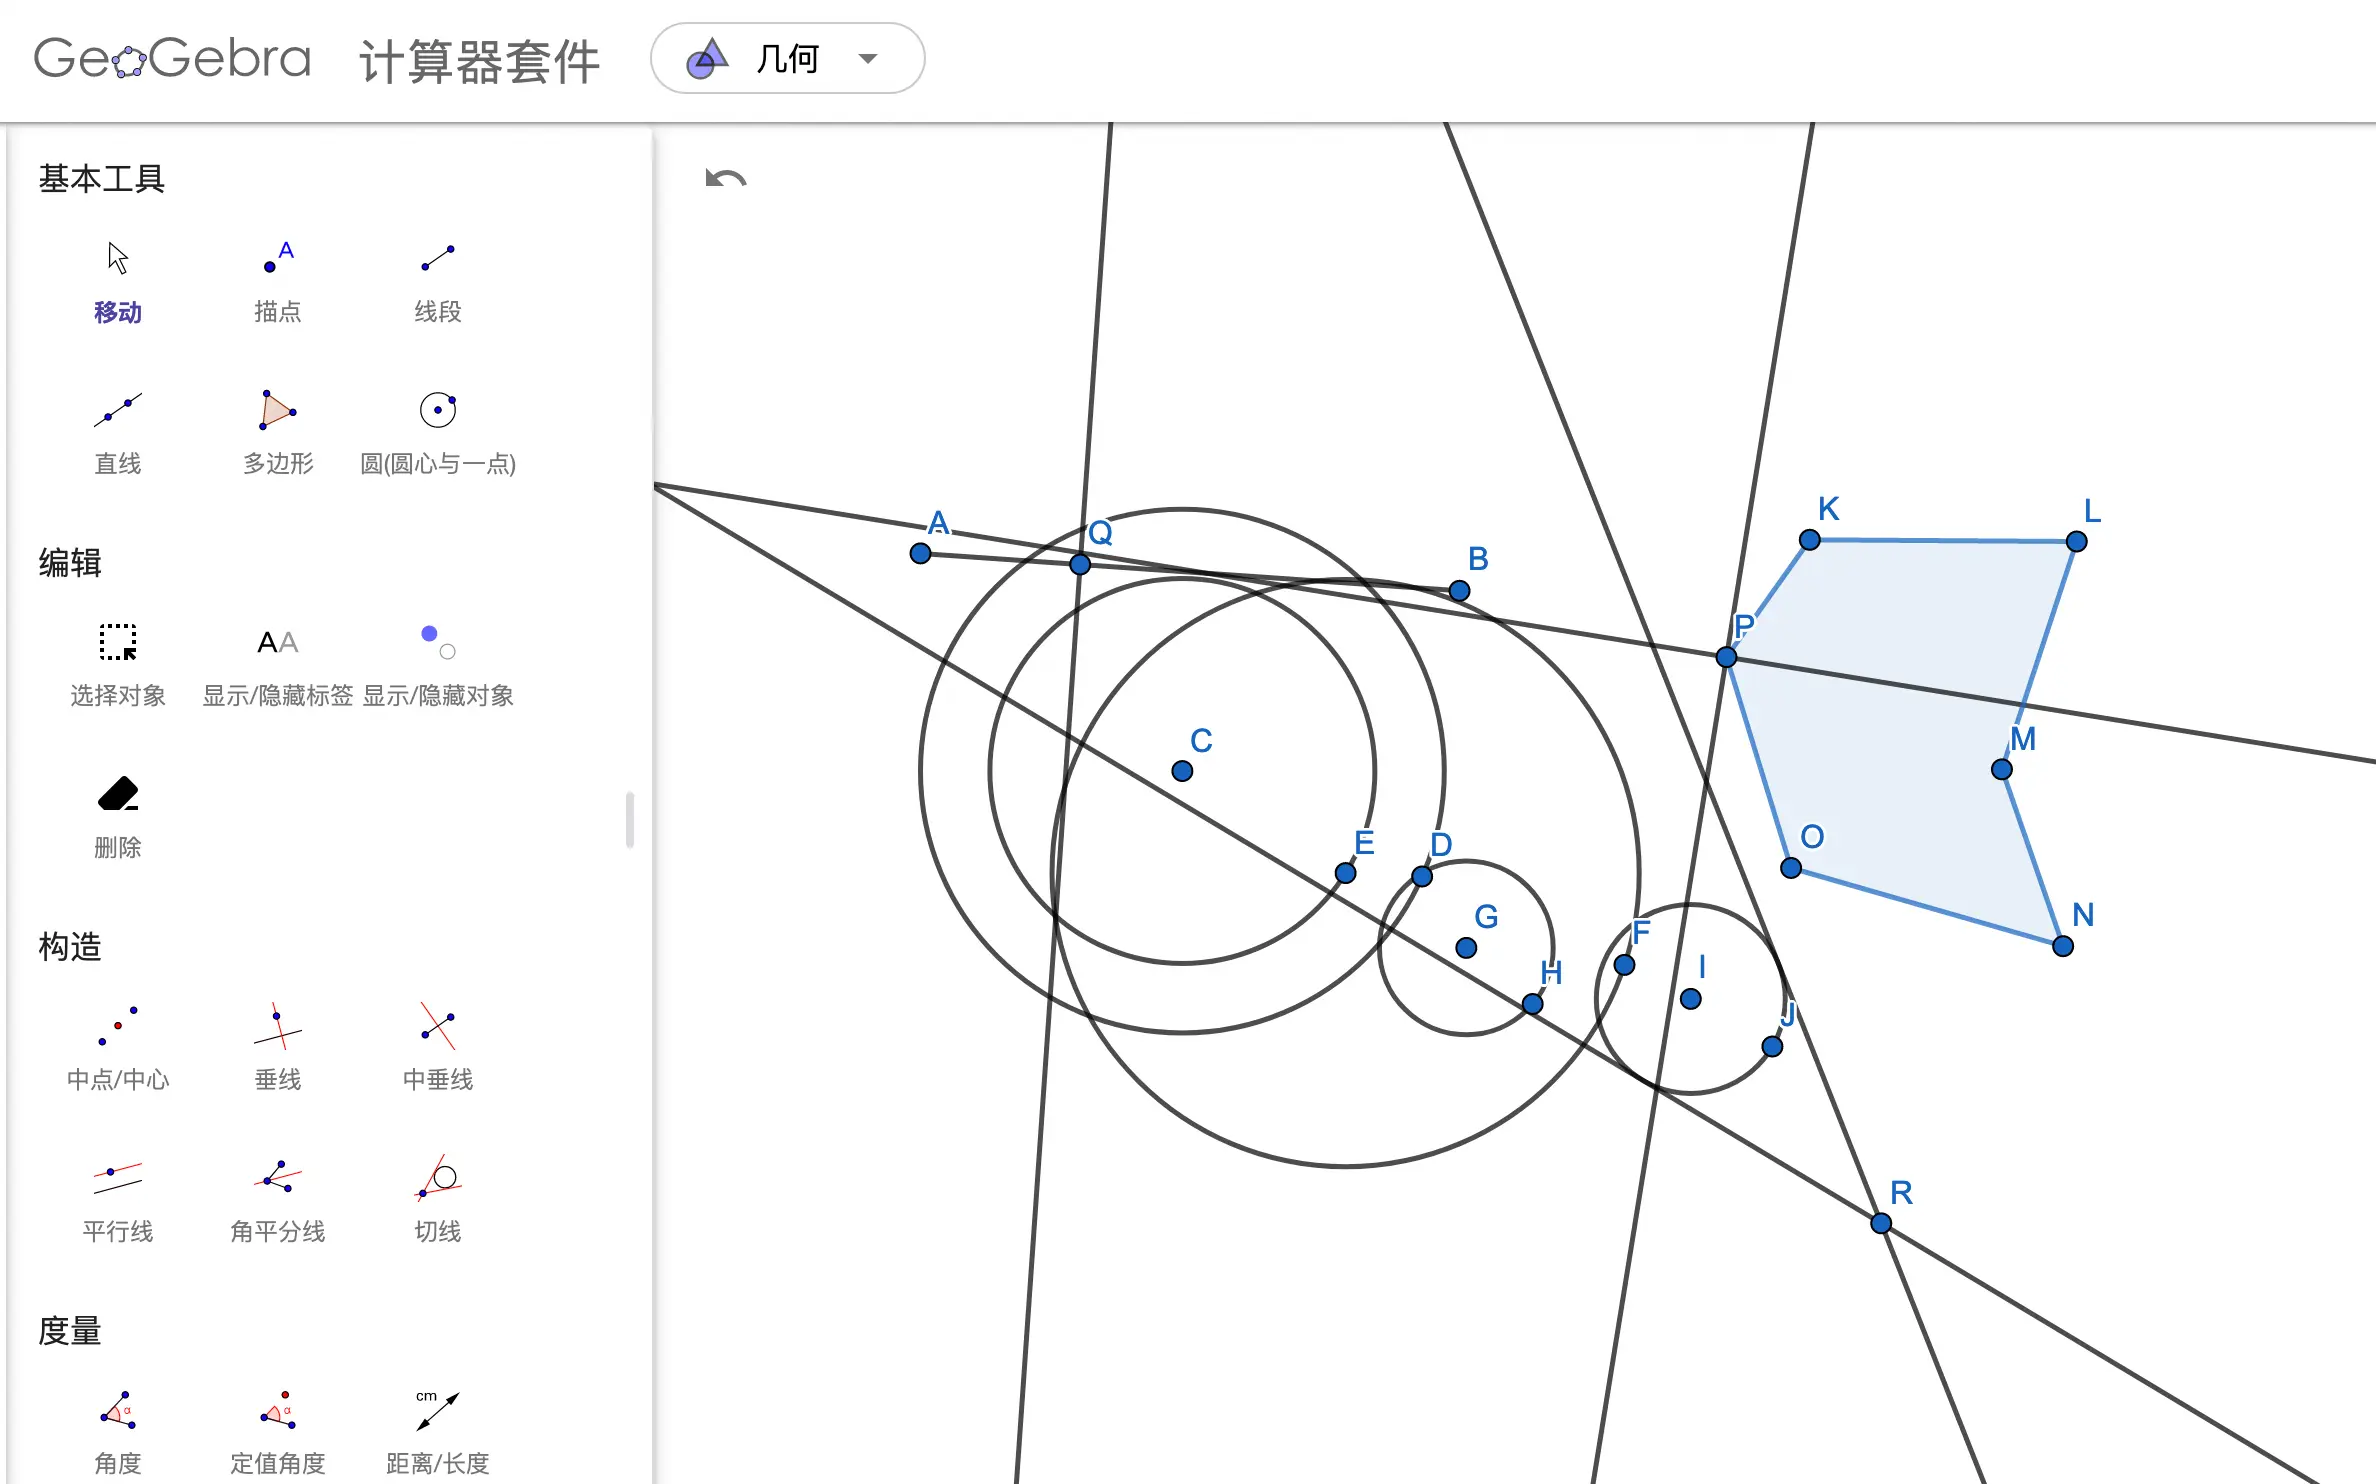 GeoGebra 计算器套件 几何
基本工具
移动 描点 线段
直线 多边形 圆(圆心与一点)
编辑
AA
选择对象 显示/隐藏标签 显示/隐藏对象
删除
构造
中点/中心 垂线 中垂线
平行线 角平分线 切线
度量
α α cm
角度 定值角度 距离/长度
A
K L
A Q
B
P
C M
E D O
G F N
H I
J
R